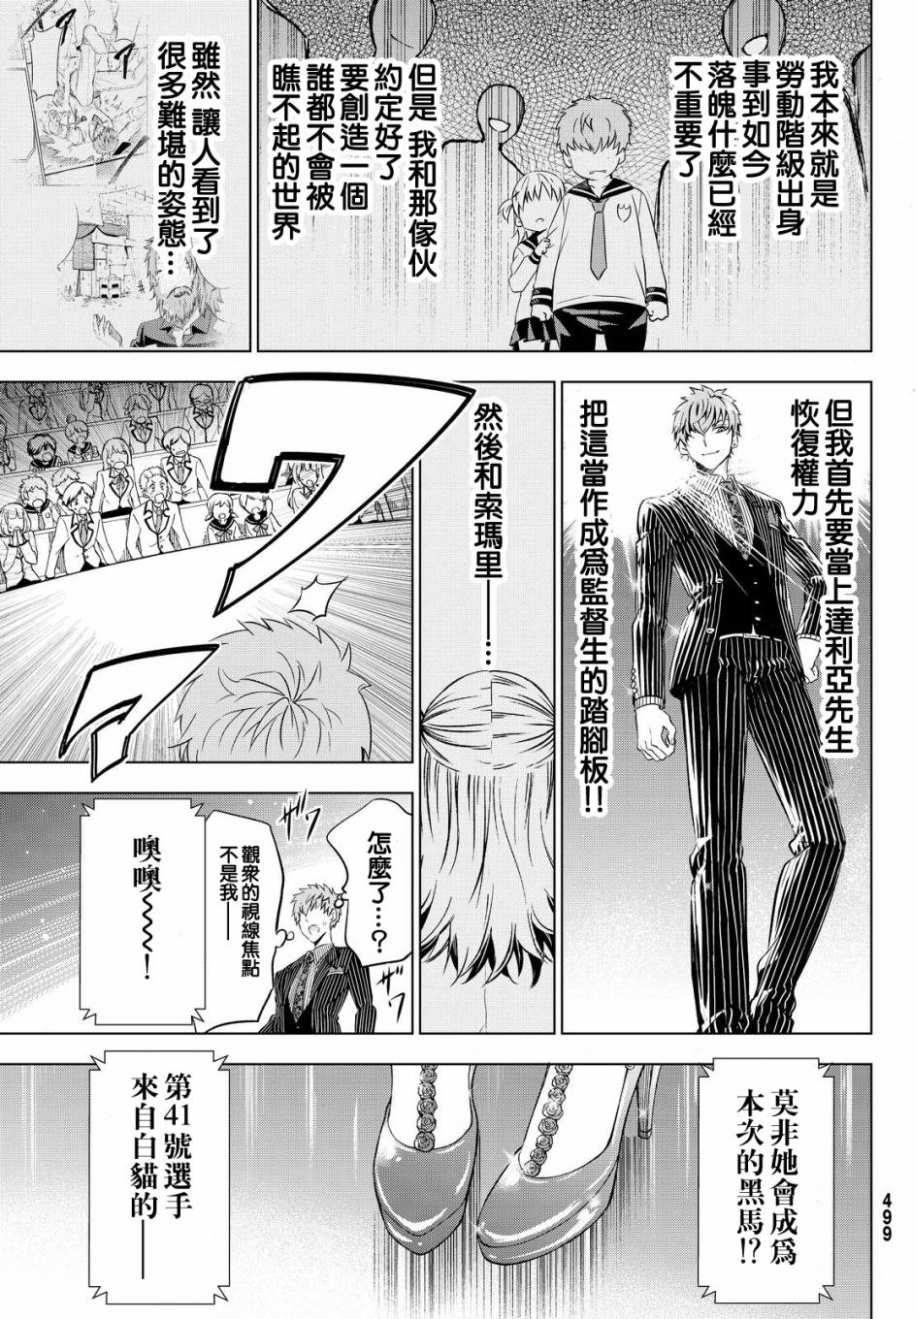 我本來就是
勞動階級出身
事到如今
落魄什麼已經
不重要了
但是 我和那傢伙
約定好了
要創造一個
誰都不會被
瞧不起的世界
雖然 讓人看到了
很多難堪的姿態…
但我首先要當上達利亞先生
恢復權力
把這當作成為監督生的踏腳板!!
然後和索瑪里——…
怎麼了…?
觀眾的視線焦點
不是我—
噢噢~~~!
莫非她會成為
本次的黑馬!?
第41號選手
來自白貓的——
499